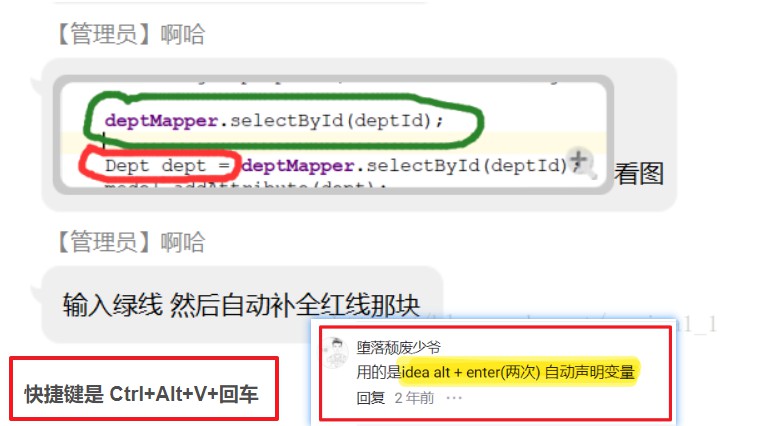 【管理员】啊哈
deptMapper.selectById(deptId);
Dept dept = deptMapper.selectById(deptId);
model.addAttribute(dept);
看图
【管理员】啊哈
输入绿线 然后自动补全红线那块
快捷键是 Ctrl+Alt+V+回车
堕落颓废少爷
用的是idea alt + enter(两次) 自动声明变量
回复 2 年前 ···